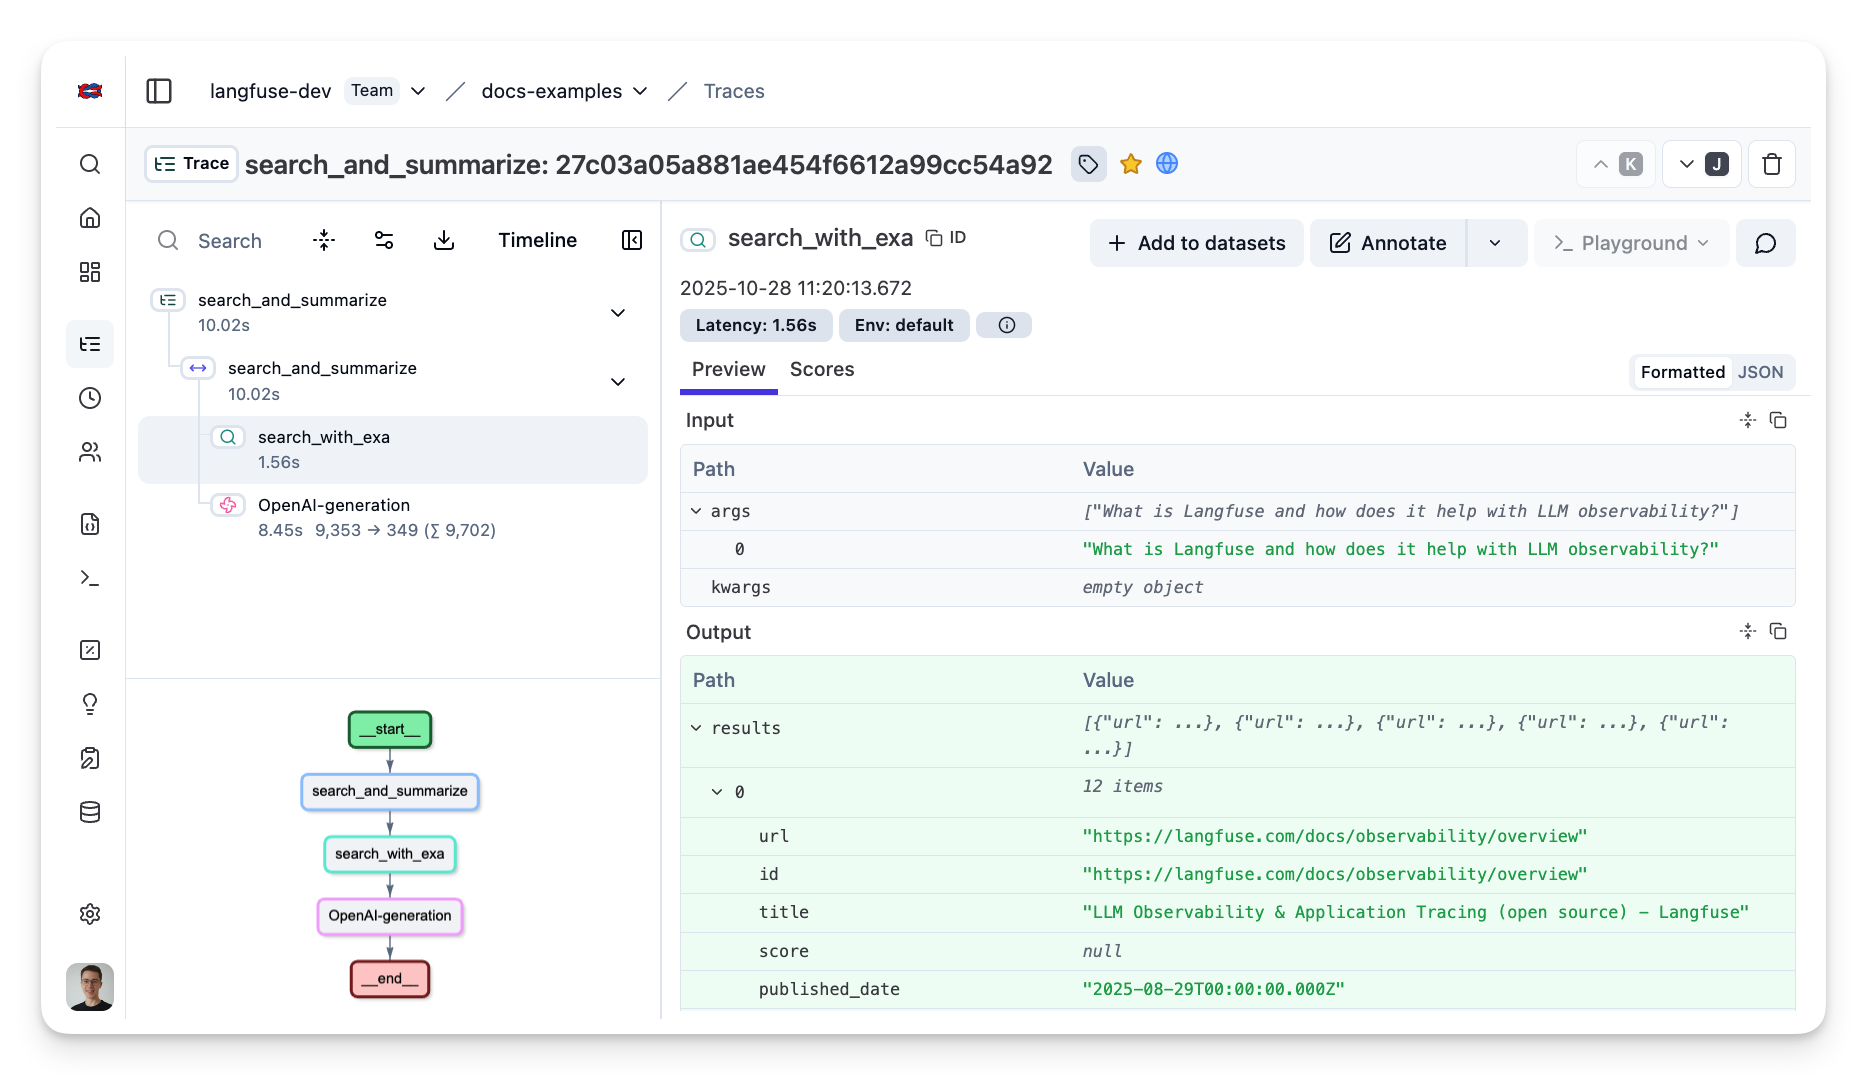 langfuse-dev Team docs-examples Traces
Trace search_and_summarize: 27c03a05a881ae454f6612a99cc54a92 K J
Search Timeline
search_and_summarize
10.02s
search_and_summarize
10.02s
search_with_exa
1.56s
OpenAI-generation
8.45s 9,353 → 349 (∑ 9,702)
__start__
search_and_summarize
search_with_exa
OpenAI-generation
__end__
search_with_exa ID
+ Add to datasets Annotate >_ Playground
2025-10-28 11:20:13.672
Latency: 1.56s Env: default
Preview Scores
Formatted JSON
Input
Path Value
args ["What is Langfuse and how does it help with LLM observability?"]
0 "What is Langfuse and how does it help with LLM observability?"
kwargs empty object
Output
Path Value
results [{"url": ...}, {"url": ...}, {"url": ...}, {"url": ...}, {"url":
...}]
0 12 items
url "https://langfuse.com/docs/observability/overview"
id "https://langfuse.com/docs/observability/overview"
title "LLM Observability & Application Tracing (open source) - Langfuse"
score null
published_date "2025-08-29T00:00:00.000Z"